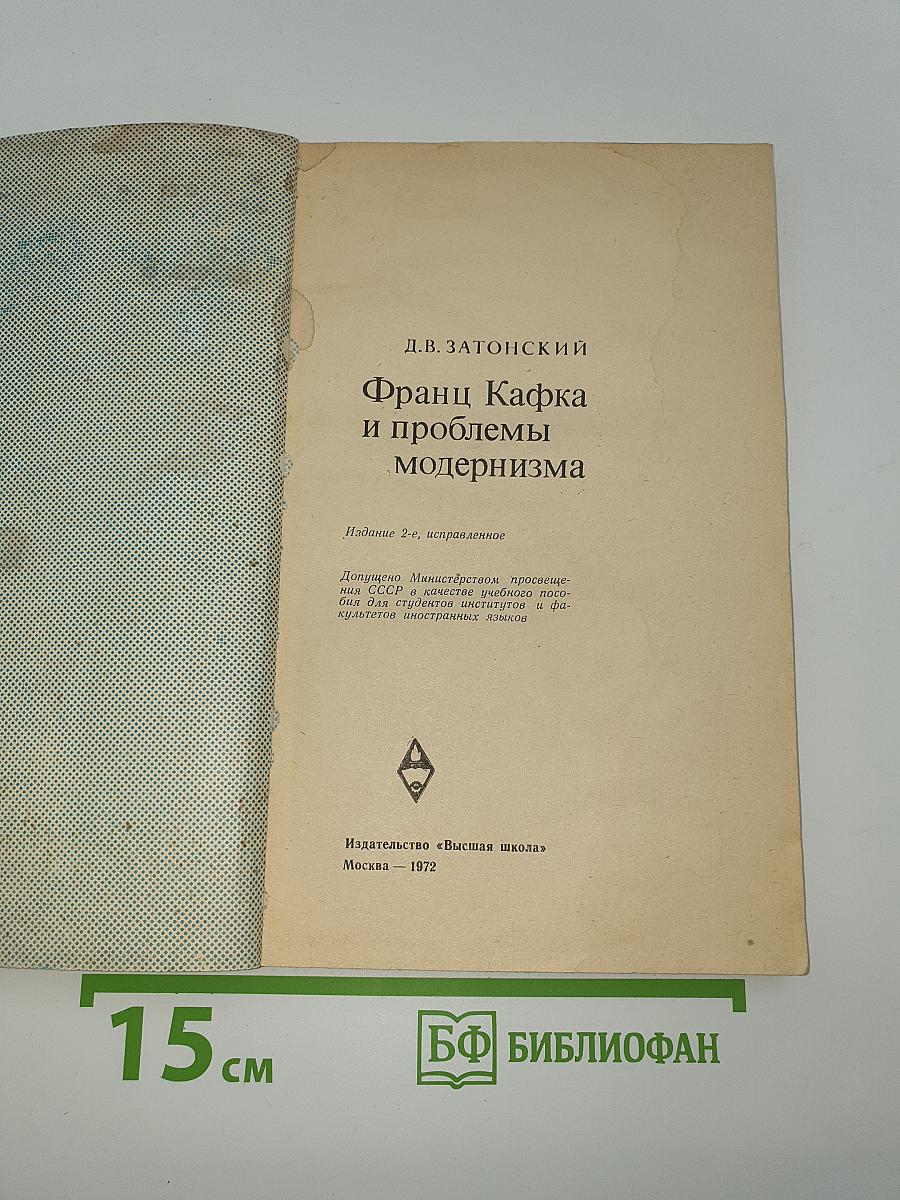 Д.В. ЗАТОНСКИЙ
Франц Кафка
и проблемы
модернизма
Издание 2-е, исправленное
Допущено Министерством просвеще-
ния СССР в качестве учебного посо-
бия для студентов институтов и фа-
культетов иностранных языков
Издательство «Высшая школа»
Москва — 1972
15 см
БФ БИБЛИОФАН